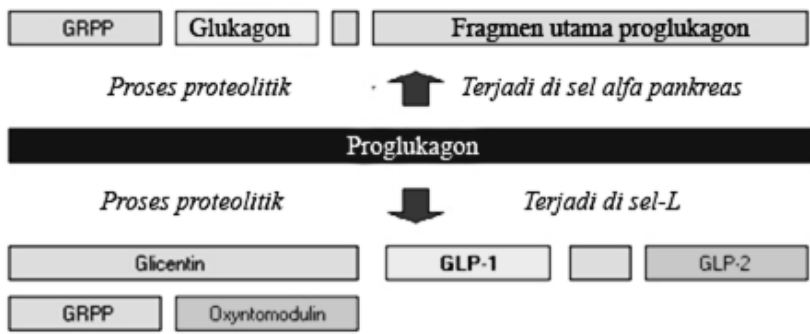 GRPP Glukagon Fragmen utama proglukagon
Proses proteolitik Terjadi di sel alfa pankreas
Proglukagon
Proses proteolitik Terjadi di sel-L
Glicentin GLP-1 GLP-2
GRPP Oxyntomodulin